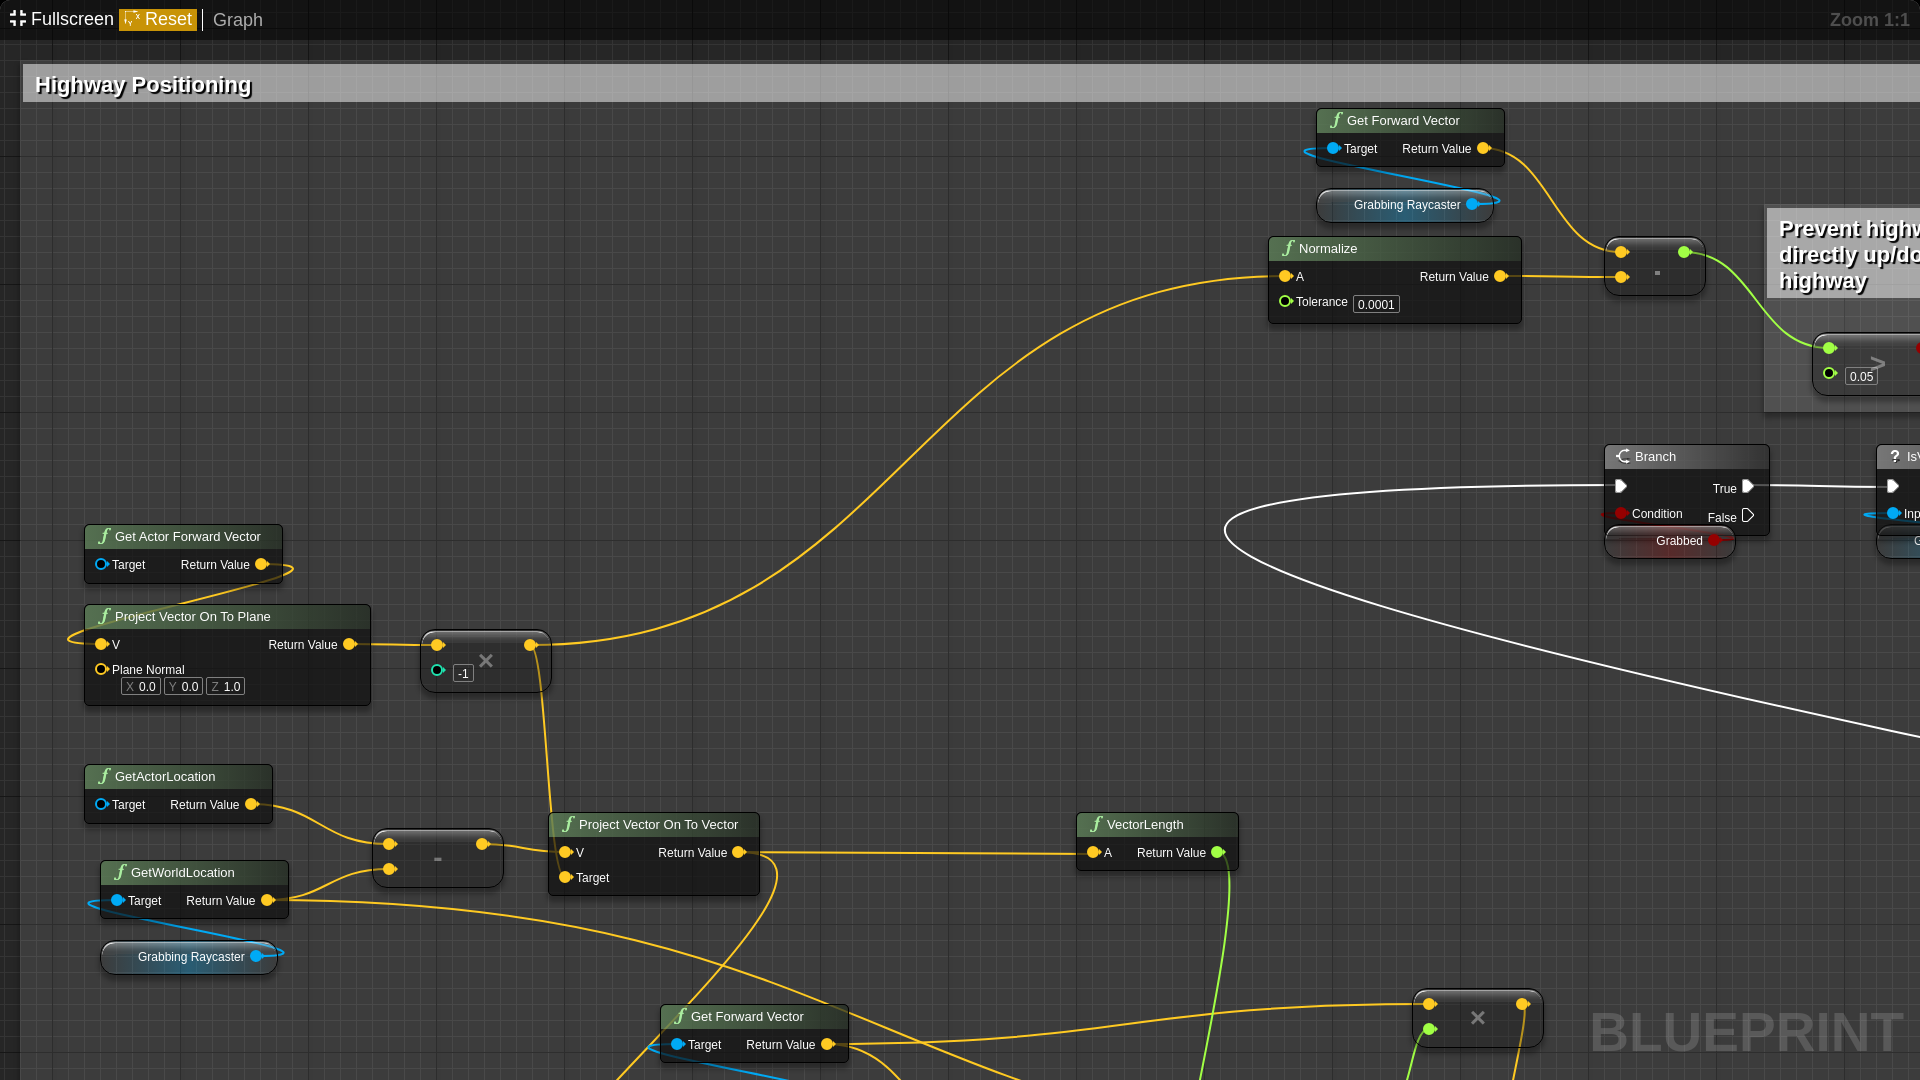 Fullscreen Reset Graph Zoom 1:1
Highway Positioning
Get Forward Vector
Target Return Value
Grabbing Raycaster
Normalize
A Return Value
Tolerance 0.0001
-
Prevent highw
directly up/do
highway
>
0.05
Branch
True
Condition False
Grabbed
? IsV
Inp
G
Get Actor Forward Vector
Target Return Value
Project Vector On To Plane
V Return Value
Plane Normal
X 0.0 Y 0.0 Z 1.0
×
-1
GetActorLocation
Target Return Value
-
GetWorldLocation
Target Return Value
Grabbing Raycaster
Project Vector On To Vector
V Return Value
Target
VectorLength
A Return Value
Get Forward Vector
Target Return Value
×
BLUEPRINT